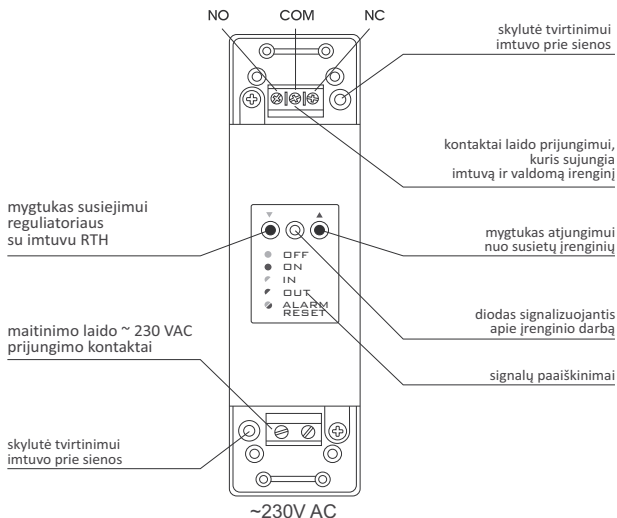 NO COM NC
skylutė tvirtinimui
imtuvo prie sienos
kontaktai laido prijungimui,
kuris sujungia
imtuvą ir valdomą irenginį
mygtukas susiejimui
reguliatoriaus
su imtuvu RTH
mygtukas atjungimui
nuo susietų įrenginių
OFF
ON
IN
OUT
ALARM
RESET
diodas signalizuojantis
apie įrenginio darbą
maitinimo laido ~ 230 VAC
prijungimo kontaktai
signalų paaiškinimai
skylutė tvirtinimui
imtuvo prie sienos
~230V AC